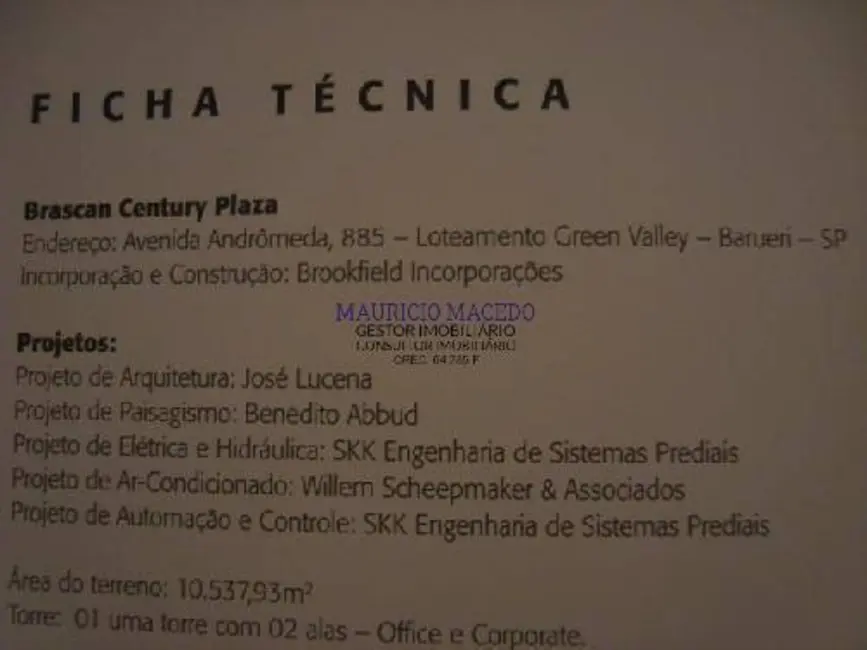 FICHA TÉCNICA
Brascan Century Plaza
Endereço: Avenida Andrômeda, 885 – Loteamento Green Valley – Barueri – SP
Incorporação e Construção: Brookfield Incorporações
MAURICIO MACEDO
GESTOR IMOBILIÁRIO
CONSULTOR IMOBILIÁRIO
Projetos:
Projeto de Arquitetura: José Lucena
Projeto de Paisagismo: Benedito Abbud
Projeto de Elétrica e Hidráulica: SKK Engenharia de Sistemas Prediais
Projeto de Ar-Condicionado: Willem Scheepmaker & Associados
Projeto de Automação e Controle: SKK Engenharia de Sistemas Prediais
Área do terreno: 10.537,93m²
Torre: 01 uma torre com 02 alas – Office e Corporate.